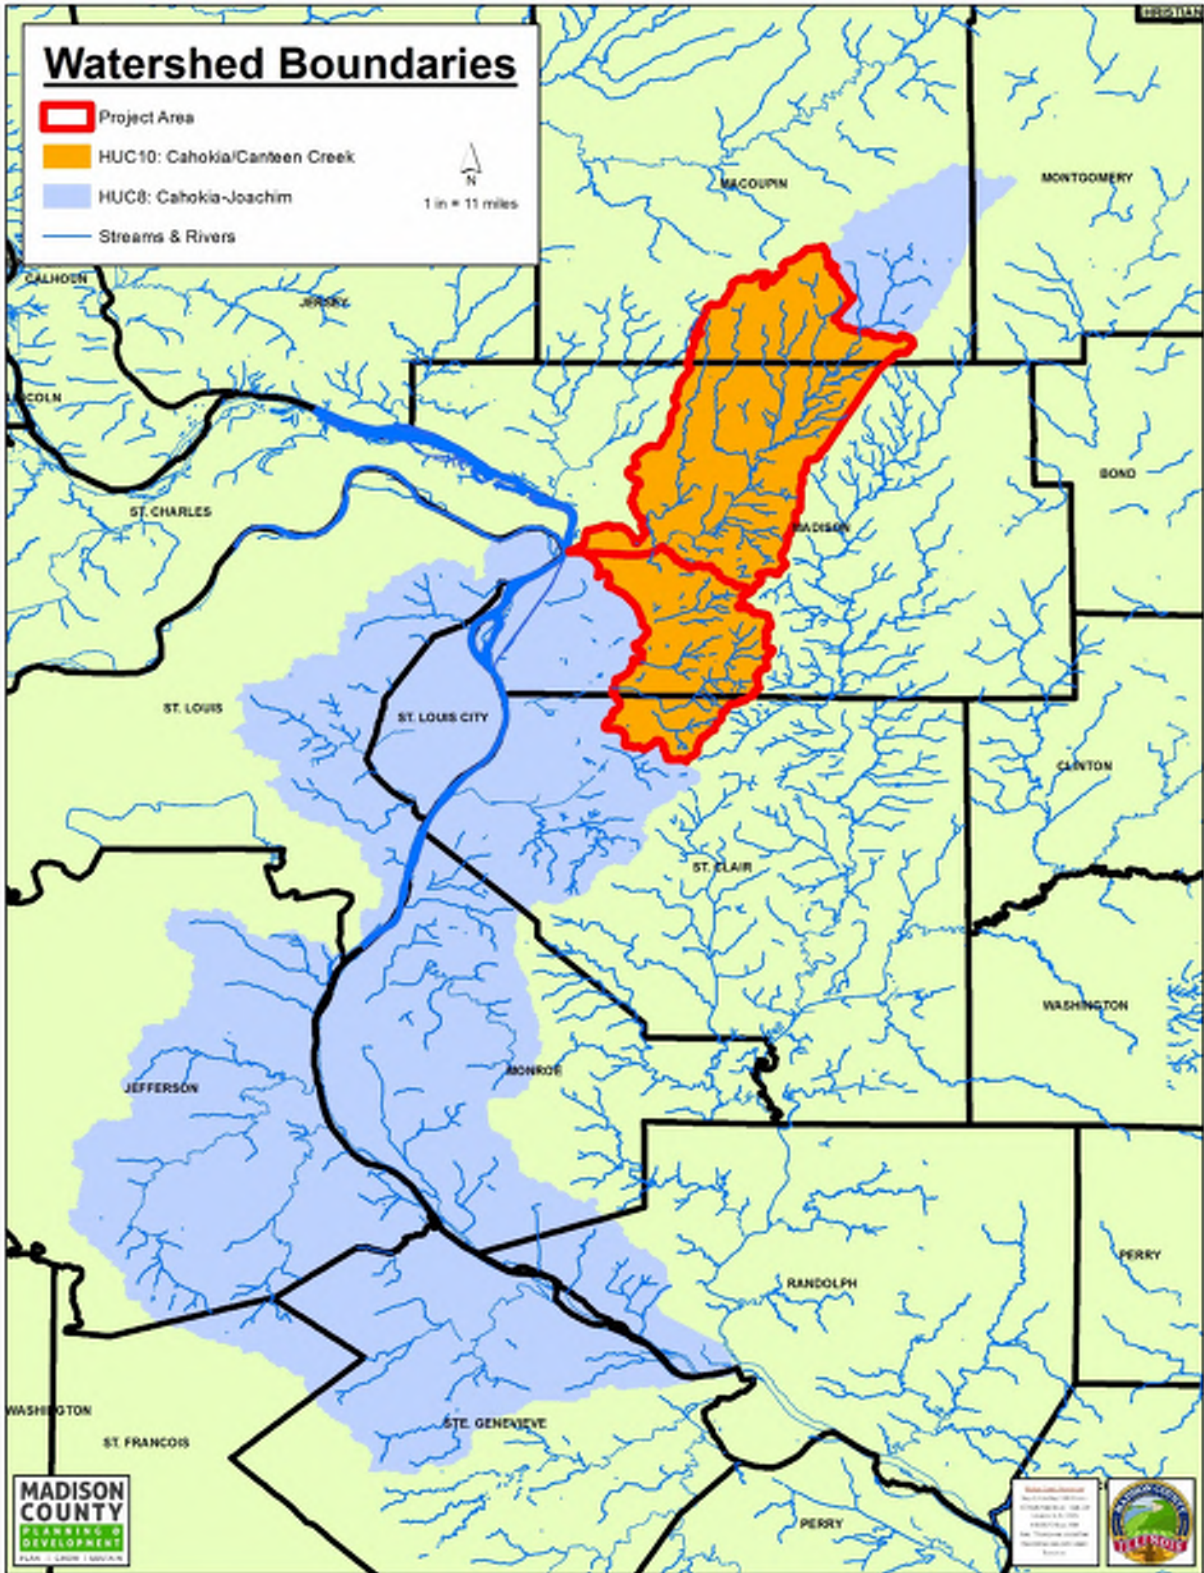 HRISTIAN
Watershed Boundaries
Project Area
HUC10: Cahokia/Canteen Creek
HUC8: Cahokia-Joachim
Streams & Rivers
N
1 in = 11 miles
MACOUPIN
MONTGOMERY
CALHOUN
JERSEY
LINCOLN
BOND
ST. CHARLES
MADISON
ST. LOUIS
ST. LOUIS CITY
CLINTON
ST. CLAIR
WASHINGTON
MONROE
JEFFERSON
PERRY
RANDOLPH
WASHINGTON
STE. GENEVIEVE
ST. FRANCOIS
PERRY
MADISON
COUNTY
PLANNING &
DEVELOPMENT
ILLINOIS